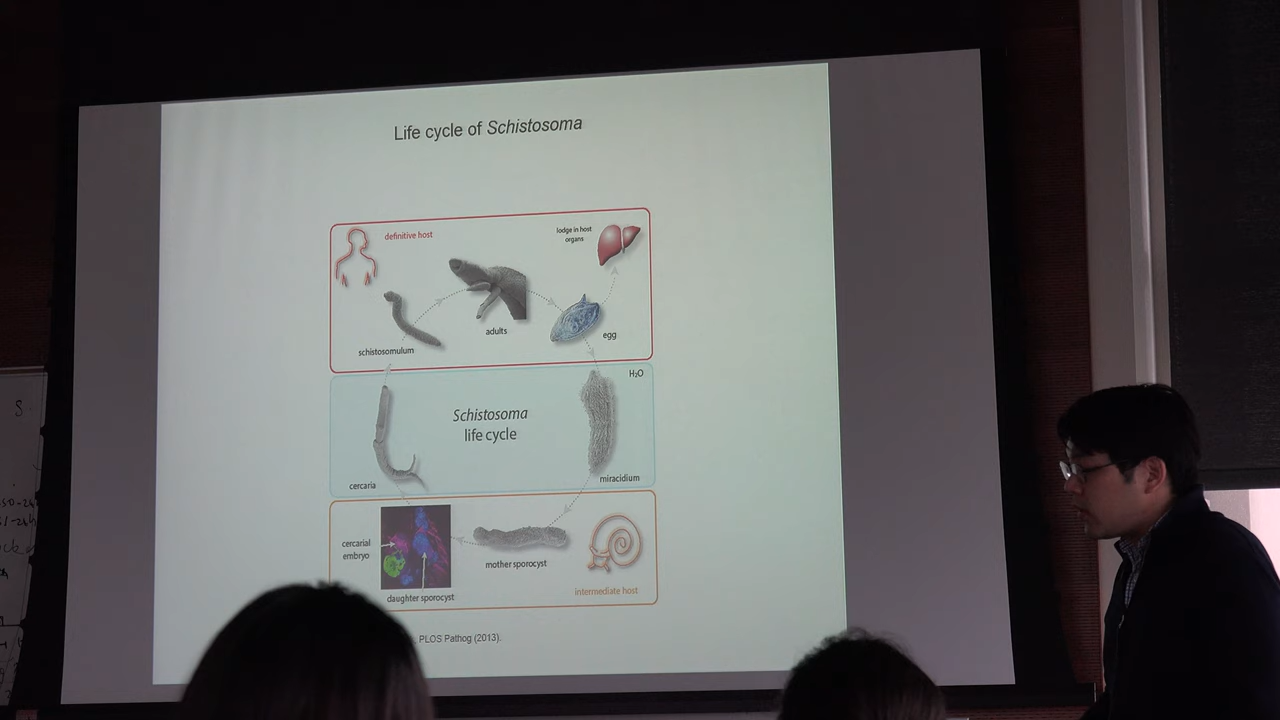 Life cycle of Schistosoma
definitive host
lodge in host
organs
schistosomulum
adults
egg
H₂O
Schistosoma
life cycle
cercaria
miracidium
cercarial
embryo
daughter sporocyst
mother sporocyst
intermediate host
PLOS Pathog (2013).
S